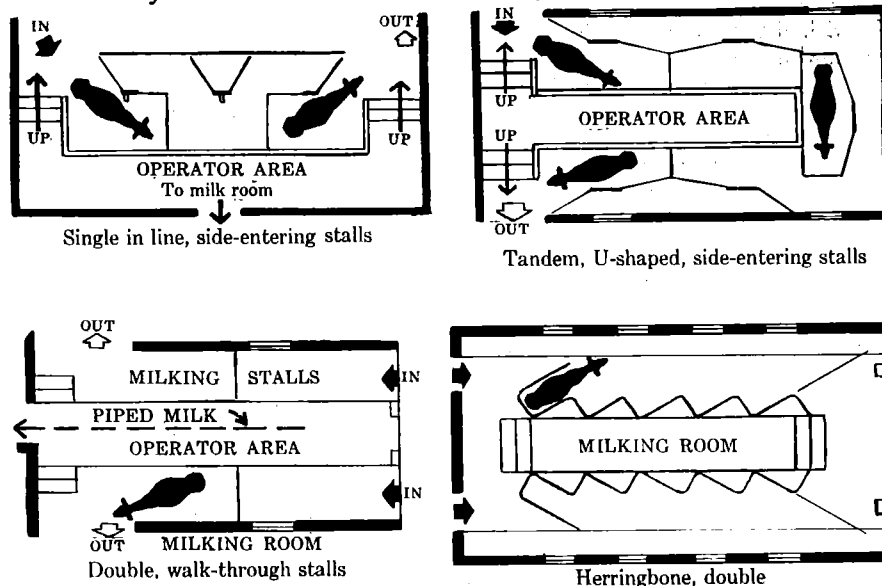 IN
OUT
UP
UP
OPERATOR AREA
To milk room
Single in line, side-entering stalls
IN
UP
OPERATOR AREA
UP
OUT
Tandem, U-shaped, side-entering stalls
OUT
MILKING STALLS
IN
PIPED MILK
OPERATOR AREA
IN
OUT
MILKING ROOM
Double, walk-through stalls
MILKING ROOM
Herringbone, double